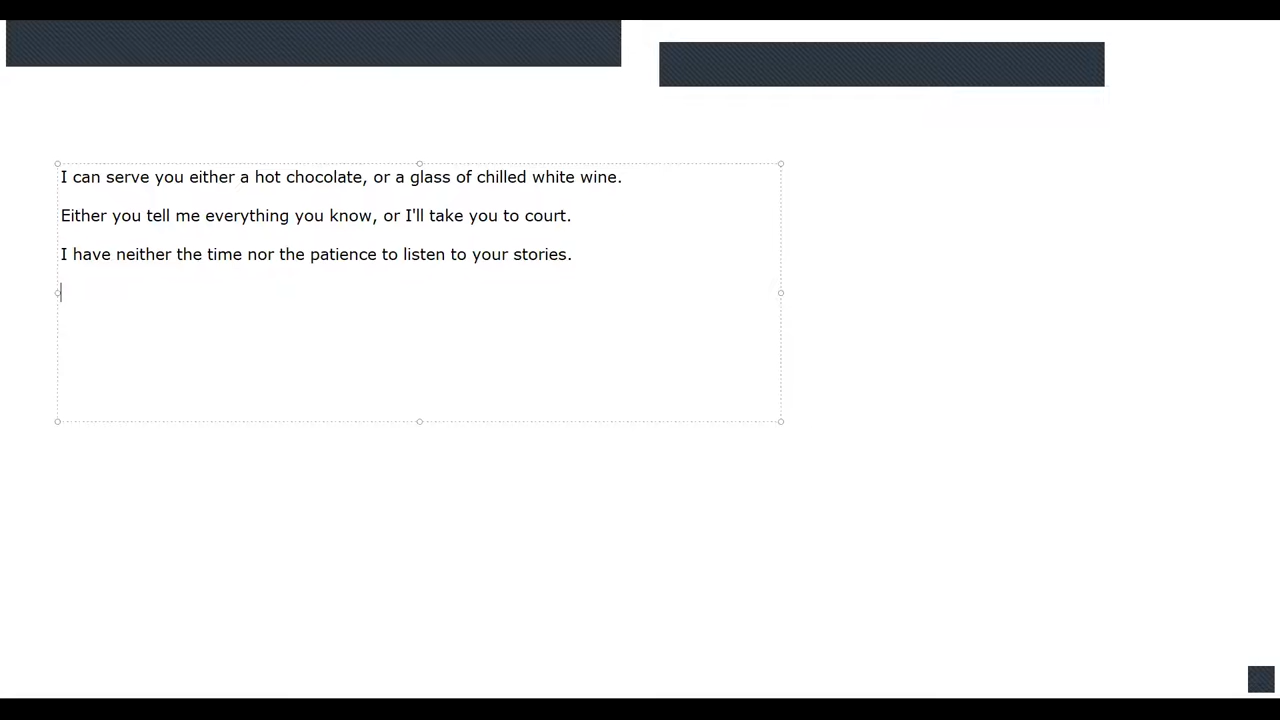 I can serve you either a hot chocolate, or a glass of chilled white wine.
Either you tell me everything you know, or I'll take you to court.
I have neither the time nor the patience to listen to your stories.